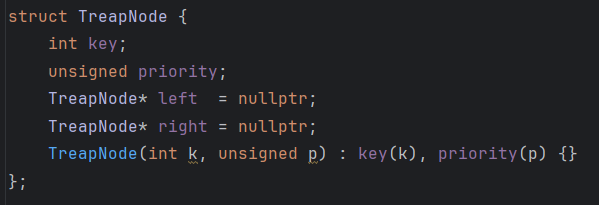 struct TreapNode {
    int key;
    unsigned priority;
    TreapNode* left  = nullptr;
    TreapNode* right = nullptr;
    TreapNode(int k, unsigned p) : key(k), priority(p) {}
};